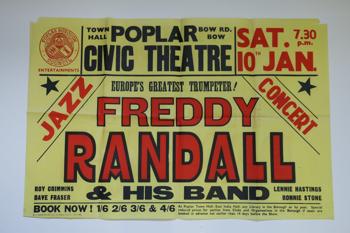 ENTERTAINMENTS
TOWN HALL POPLAR BOW RD. BOW
CIVIC THEATRE
SAT. 7.30 p.m.
10TH JAN.
EUROPE'S GREATEST TRUMPETER!
JAZZ CONCERT
FREDDY
RANDALL
& HIS BAND
ROY CRIMMINS
DAVE FRASER
LENNIE HASTINGS
RONNIE STONE
BOOK NOW! 1/6 2/6 3/6 & 4/6